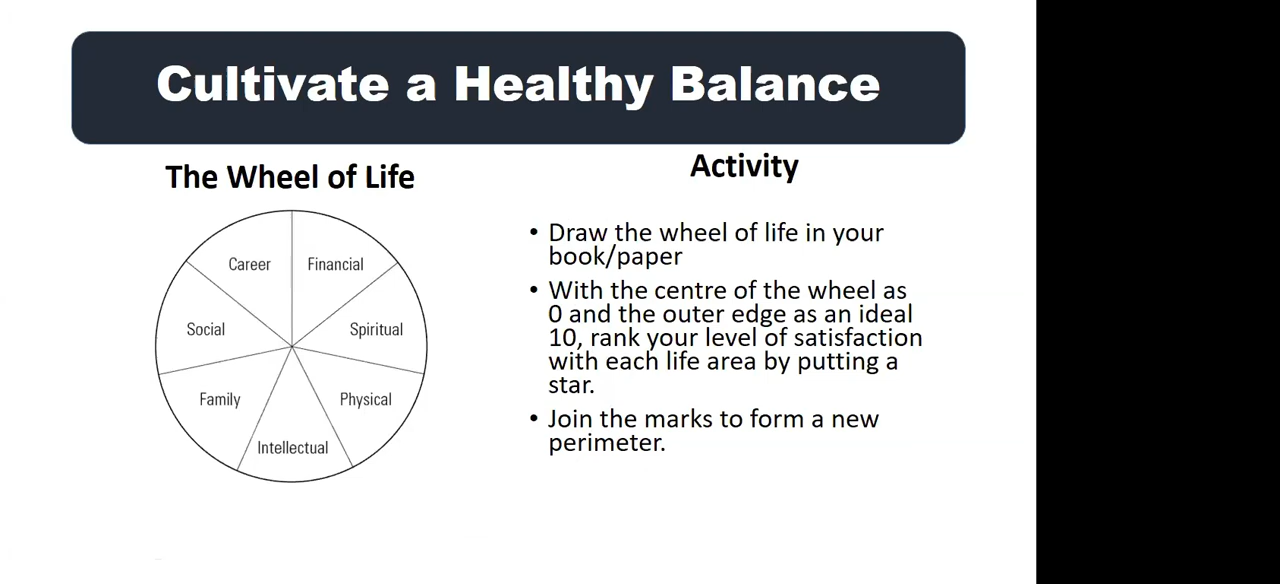 Cultivate a Healthy Balance
The Wheel of Life
Career
Financial
Social
Spiritual
Family
Physical
Intellectual
Activity
• Draw the wheel of life in your
book/paper
• With the centre of the wheel as
0 and the outer edge as an ideal
10, rank your level of satisfaction
with each life area by putting a
star.
• Join the marks to form a new
perimeter.